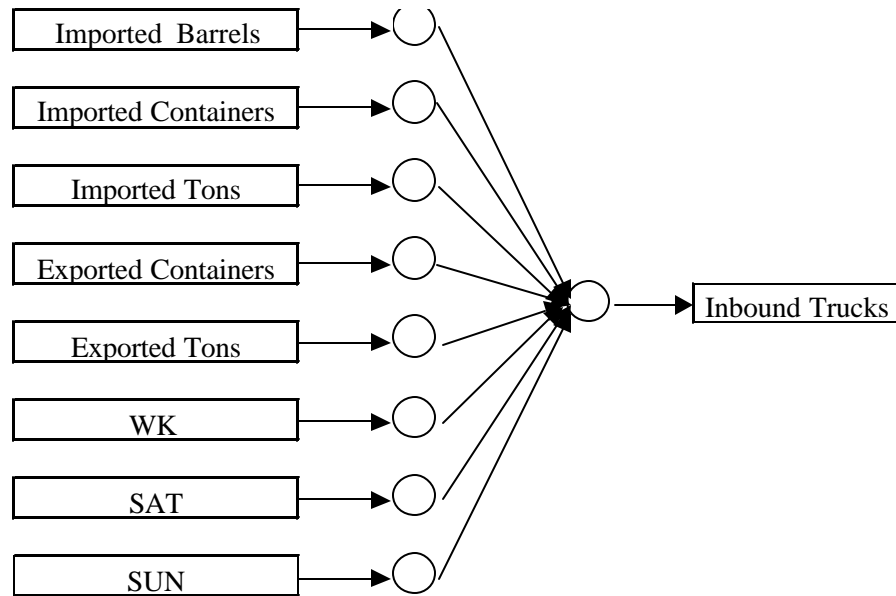 Imported Barrels
Imported Containers
Imported Tons
Exported Containers
Inbound Trucks
Exported Tons
WK
SAT
SUN